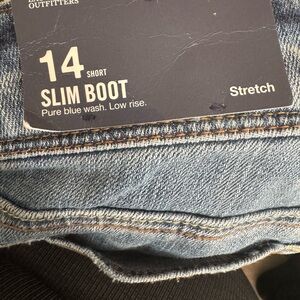 OUTFITTERS
14 SHORT
SLIM BOOT
Pure blue wash. Low rise.
Stretch